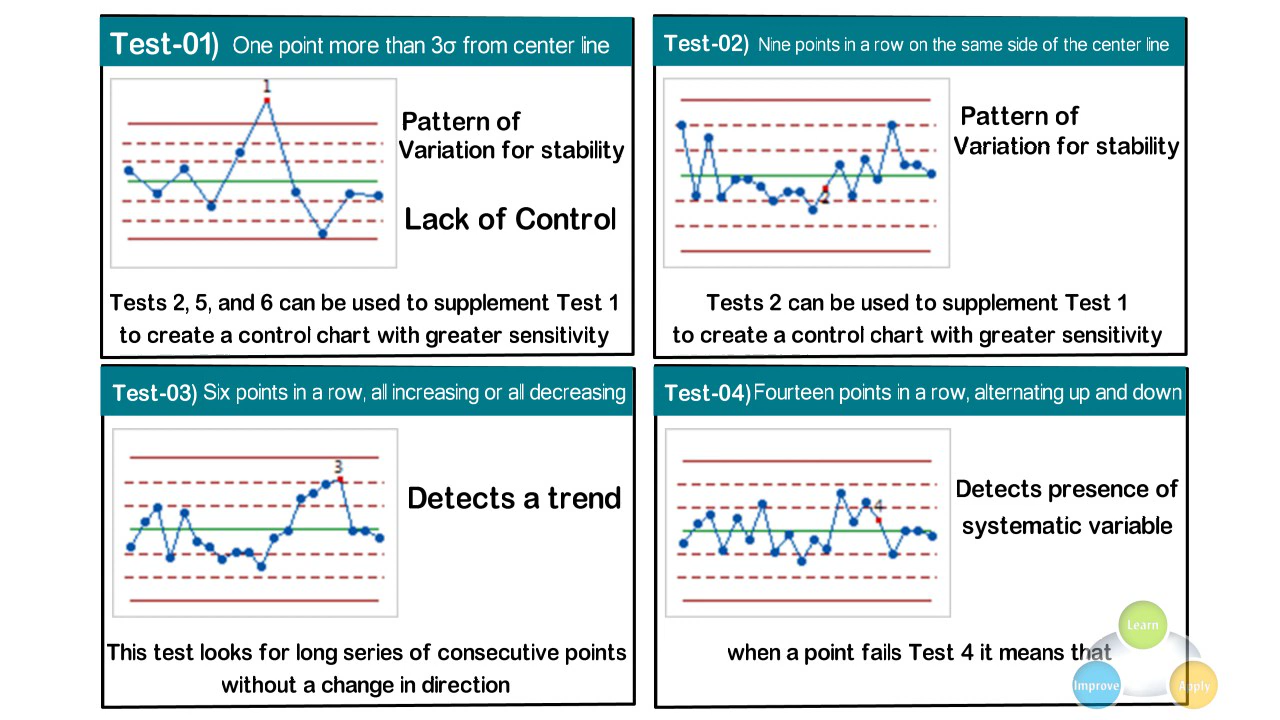 Test-01) One point more than 3σ from center line
1
Pattern of
Variation for stability
Lack of Control
Tests 2, 5, and 6 can be used to supplement Test 1
to create a control chart with greater sensitivity
Test-02) Nine points in a row on the same side of the center line
2
Pattern of
Variation for stability
Tests 2 can be used to supplement Test 1
to create a control chart with greater sensitivity
Test-03) Six points in a row, all increasing or all decreasing
3
Detects a trend
This test looks for long series of consecutive points
without a change in direction
Test-04) Fourteen points in a row, alternating up and down
4
Detects presence of
systematic variable
when a point fails Test 4 it means that
Learn
Improve
Apply